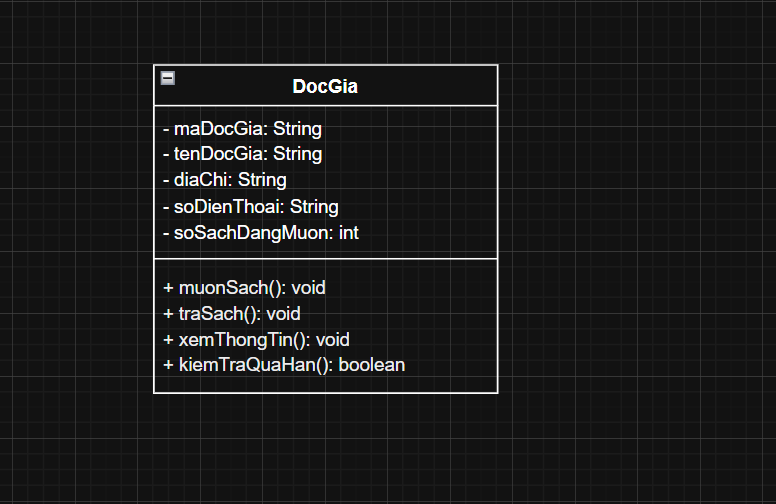 DocGia
- maDocGia: String
- tenDocGia: String
- diaChi: String
- soDienThoai: String
- soSachDangMuon: int
+ muonSach(): void
+ traSach(): void
+ xemThongTin(): void
+ kiemTraQuaHan(): boolean